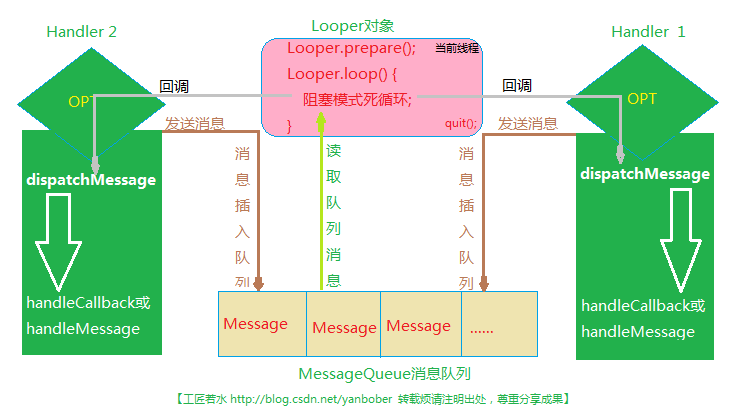 Looper对象
Handler 2
Handler 1
Looper.prepare();
当前线程
Looper.loop() {
阻塞模式死循环;
}
quit();
回调
回调
OPT
OPT
发送消息
发送消息
消息插入队列
读取队列消息
消息插入队列
dispatchMessage
dispatchMessage
handleCallback或
handleMessage
handleCallback或
handleMessage
Message
Message
Message
......
MessageQueue消息队列
【工匠若水 http://blog.csdn.net/yanbober 转载烦请注明出处，尊重分享成果】